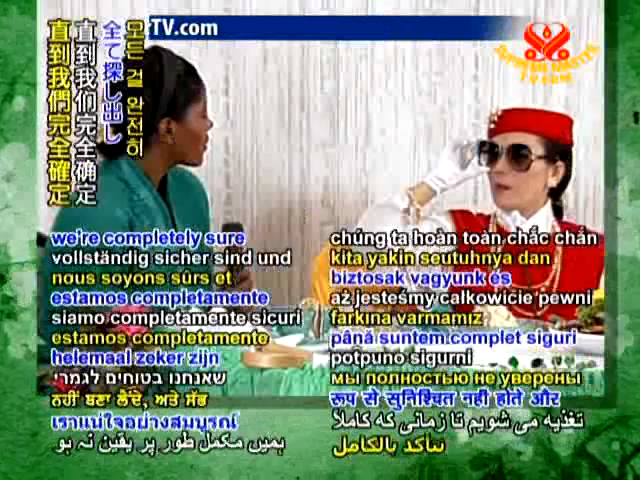 TV.com
SUPREME MASTER
TV.com
直到我們完全確定
直到我们完全确定
全て探し出し
모든 걸 완전히
we're completely sure
vollständig sicher sind und
nous soyons sûrs et
estamos completamente
siamo completamente sicuri
estamos completamente
helemaal zeker zijn
שאנחנו בטוחים לגמרי
ਨਹੀਂ ਬਣਾ ਲੈਂਦੇ, ਅਤੇ ਸੱਭ
เราแน่ใจอย่างสมบูรณ์
ہمیں مکمل طور پر یقین نہ ہو
chúng ta hoàn toàn chắc chắn
kita yakin seutuhnya dan
biztosak vagyunk és
aż jesteśmy całkowicie pewni
farkına varmamız
până suntem complet siguri
potpuno sigurni
мы полностью не уверены
रूप से सुनिश्चित नहीं होते और
تغذیه می شویم تا زمانی که کاملاً
نتأكد بالكامل